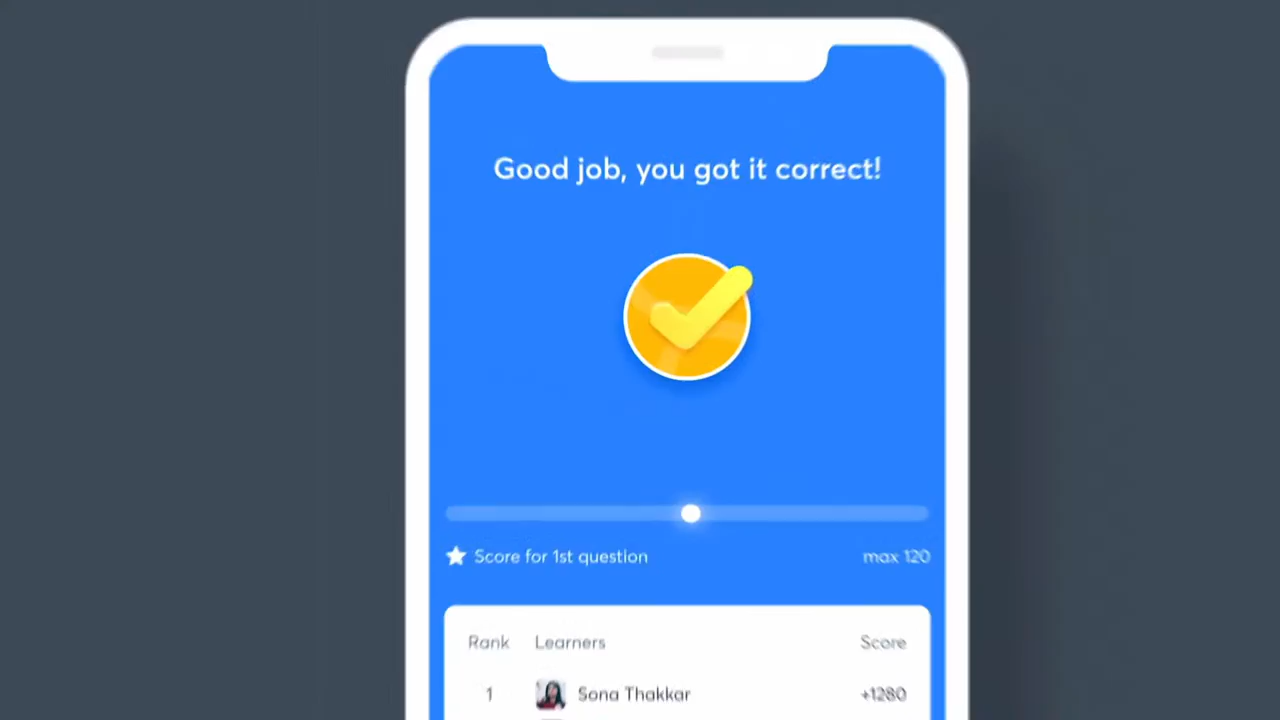 Good job, you got it correct!
Score for 1st question max 120
Rank Learners Score
1 Sona Thakkar +1280